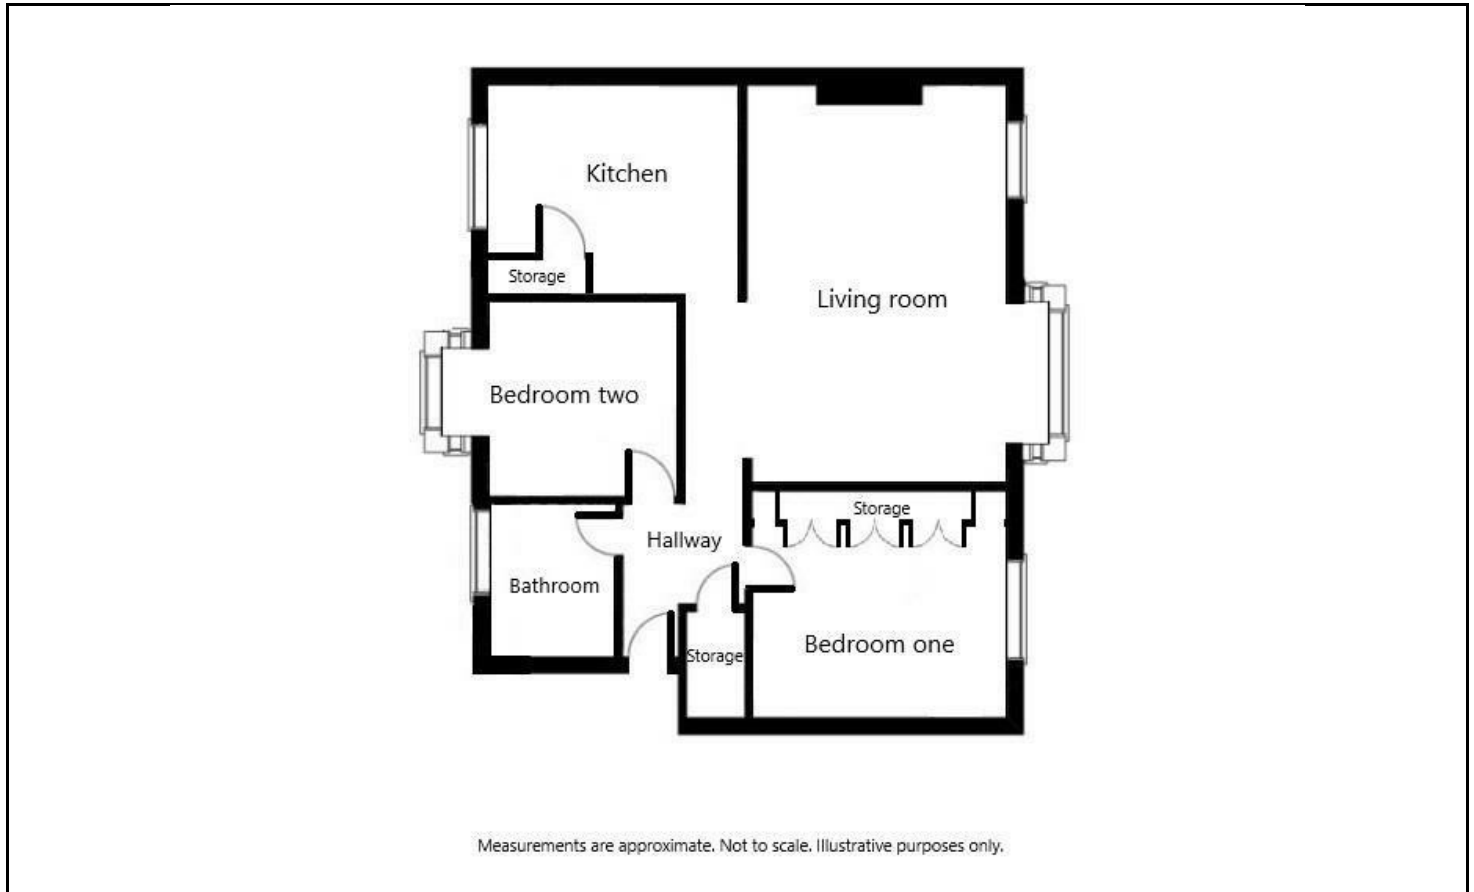 Kitchen
Storage
Living room
Bedroom two
Storage
Hallway
Bathroom
Bedroom one
Storage
Measurements are approximate. Not to scale. Illustrative purposes only.